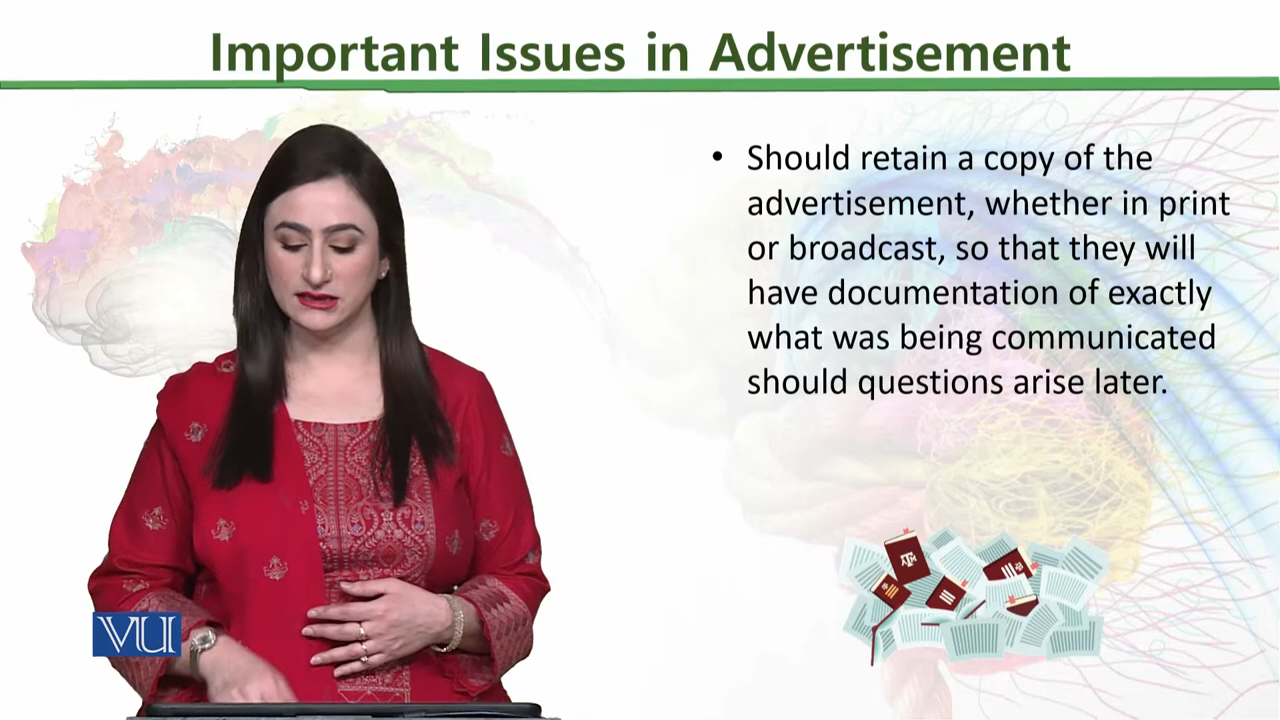 Important Issues in Advertisement
• Should retain a copy of the
advertisement, whether in print
or broadcast, so that they will
have documentation of exactly
what was being communicated
should questions arise later.
VU
ATM